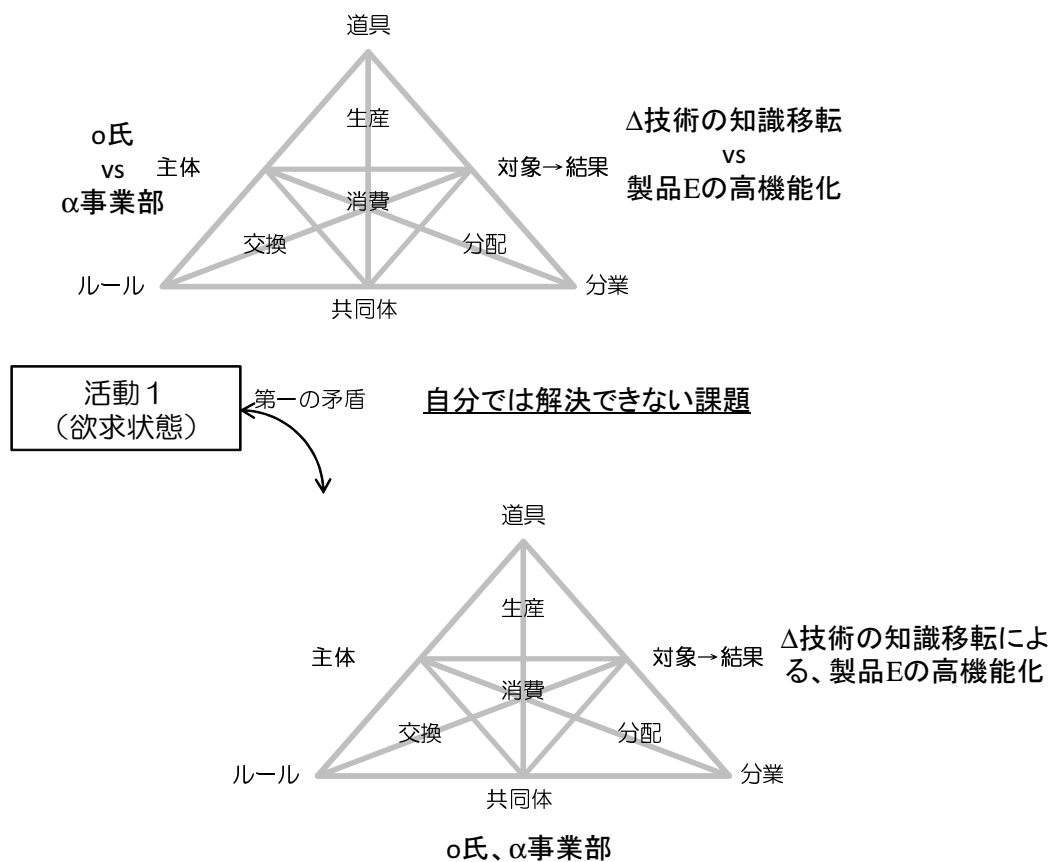 道具
生産
o氏
vs
α事業部
主体
対象→結果
Δ技術の知識移転
vs
製品Eの高機能化
消費
交換
分配
ルール
共同体
分業
活動１
（欲求状態）
第一の矛盾
自分では解決できない課題
道具
生産
主体
対象→結果
Δ技術の知識移転によ
る、製品Eの高機能化
消費
交換
分配
ルール
共同体
分業
o氏、α事業部